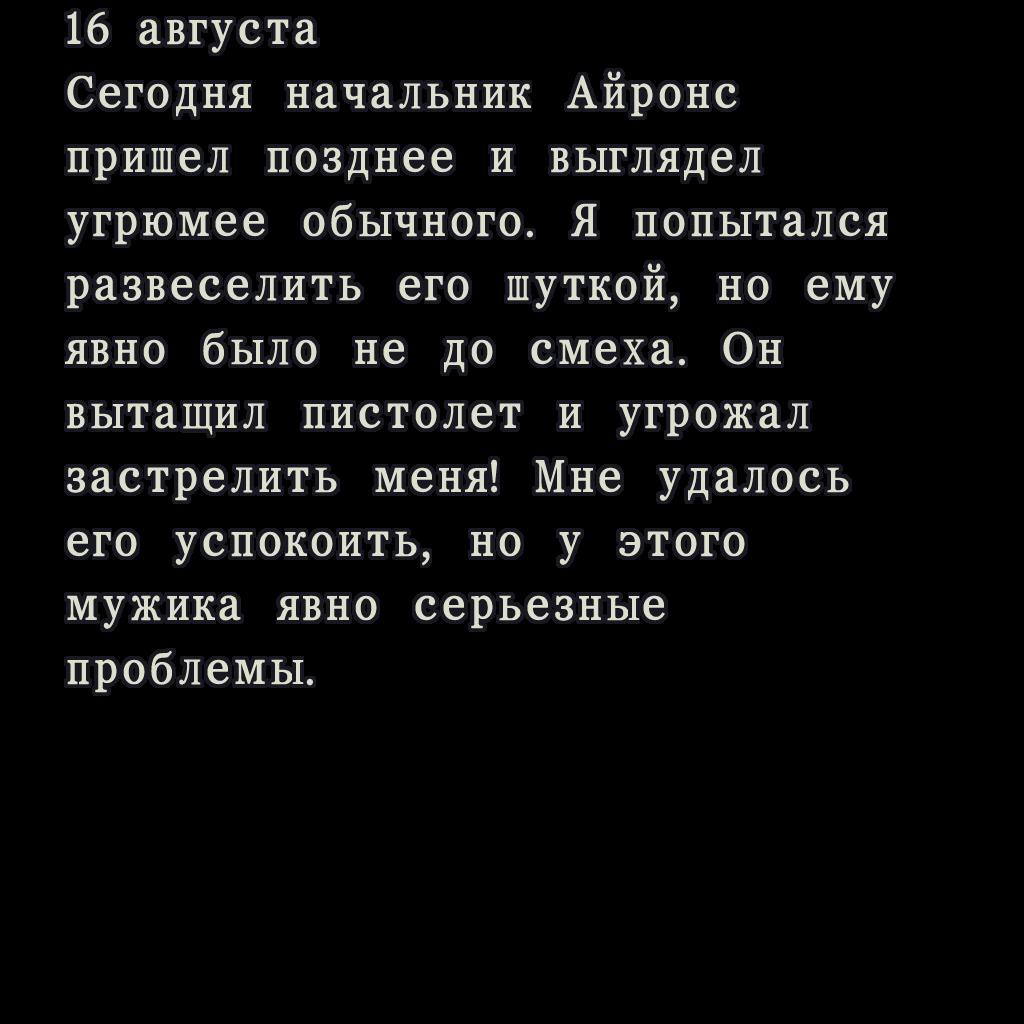 16 августа
Сегодня начальник Айронс
пришел позднее и выглядел
угрюмее обычного. Я попытался
развеселить его шуткой, но ему
явно было не до смеха. Он
вытащил пистолет и угрожал
застрелить меня! Мне удалось
его успокоить, но у этого
мужика явно серьезные
проблемы.